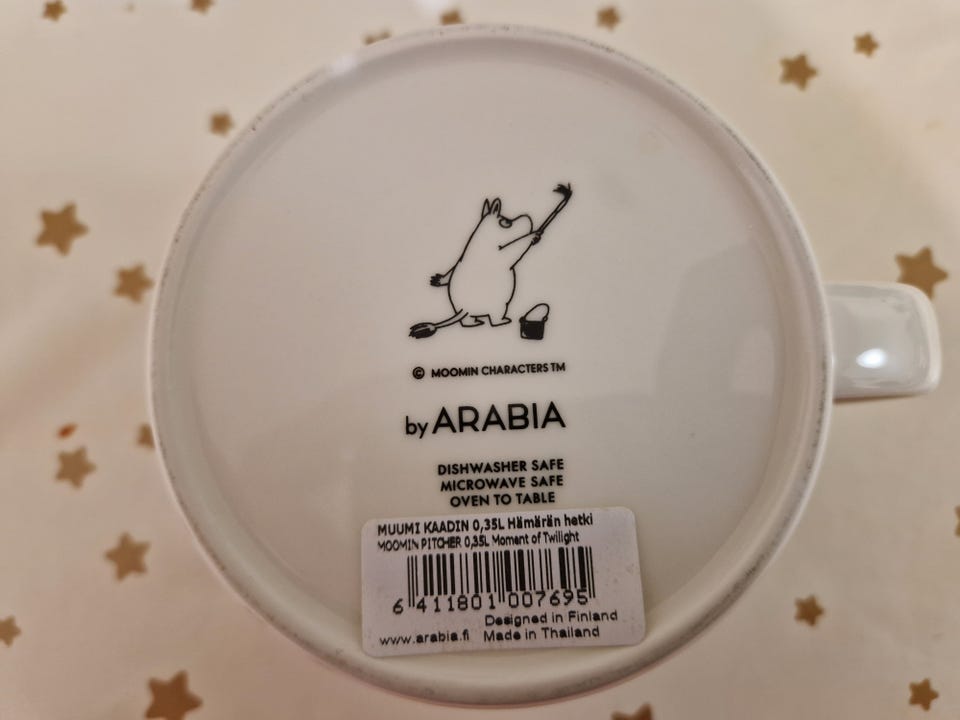 © MOOMIN CHARACTERS TM
by ARABIA
DISHWASHER SAFE
MICROWAVE SAFE
OVEN TO TABLE
MUUMI KAADIN 0,35L Hämärän hetki
MOOMIN PITCHER 0,35L Moment of Twilight
6 411801 007695
Designed in Finland
www.arabia.fi Made in Thailand